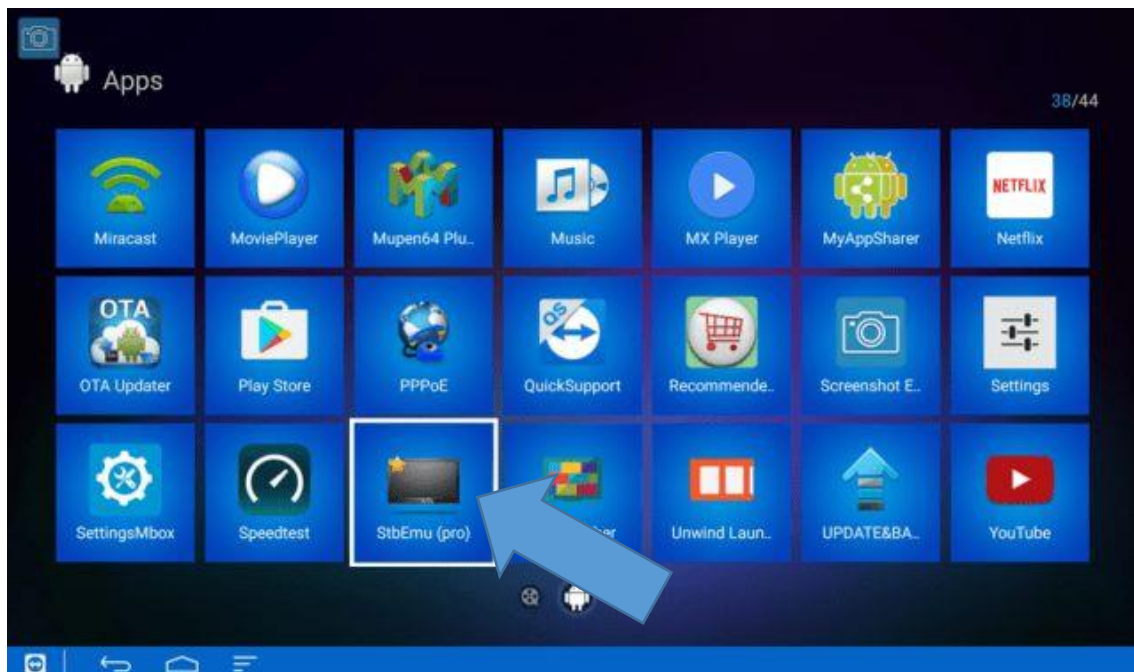 Apps
38/44
NETFLIX
Miracast MoviePlayer Mupen64 Plu.. Music MX Player MyAppSharer Netflix
OTA QS
OTA Updater Play Store PPPoE QuickSupport Recommende.. Screenshot E.. Settings
SettingsMbox Speedtest StbEmu (pro) Unwind Laun.. UPDATE&BA.. YouTube